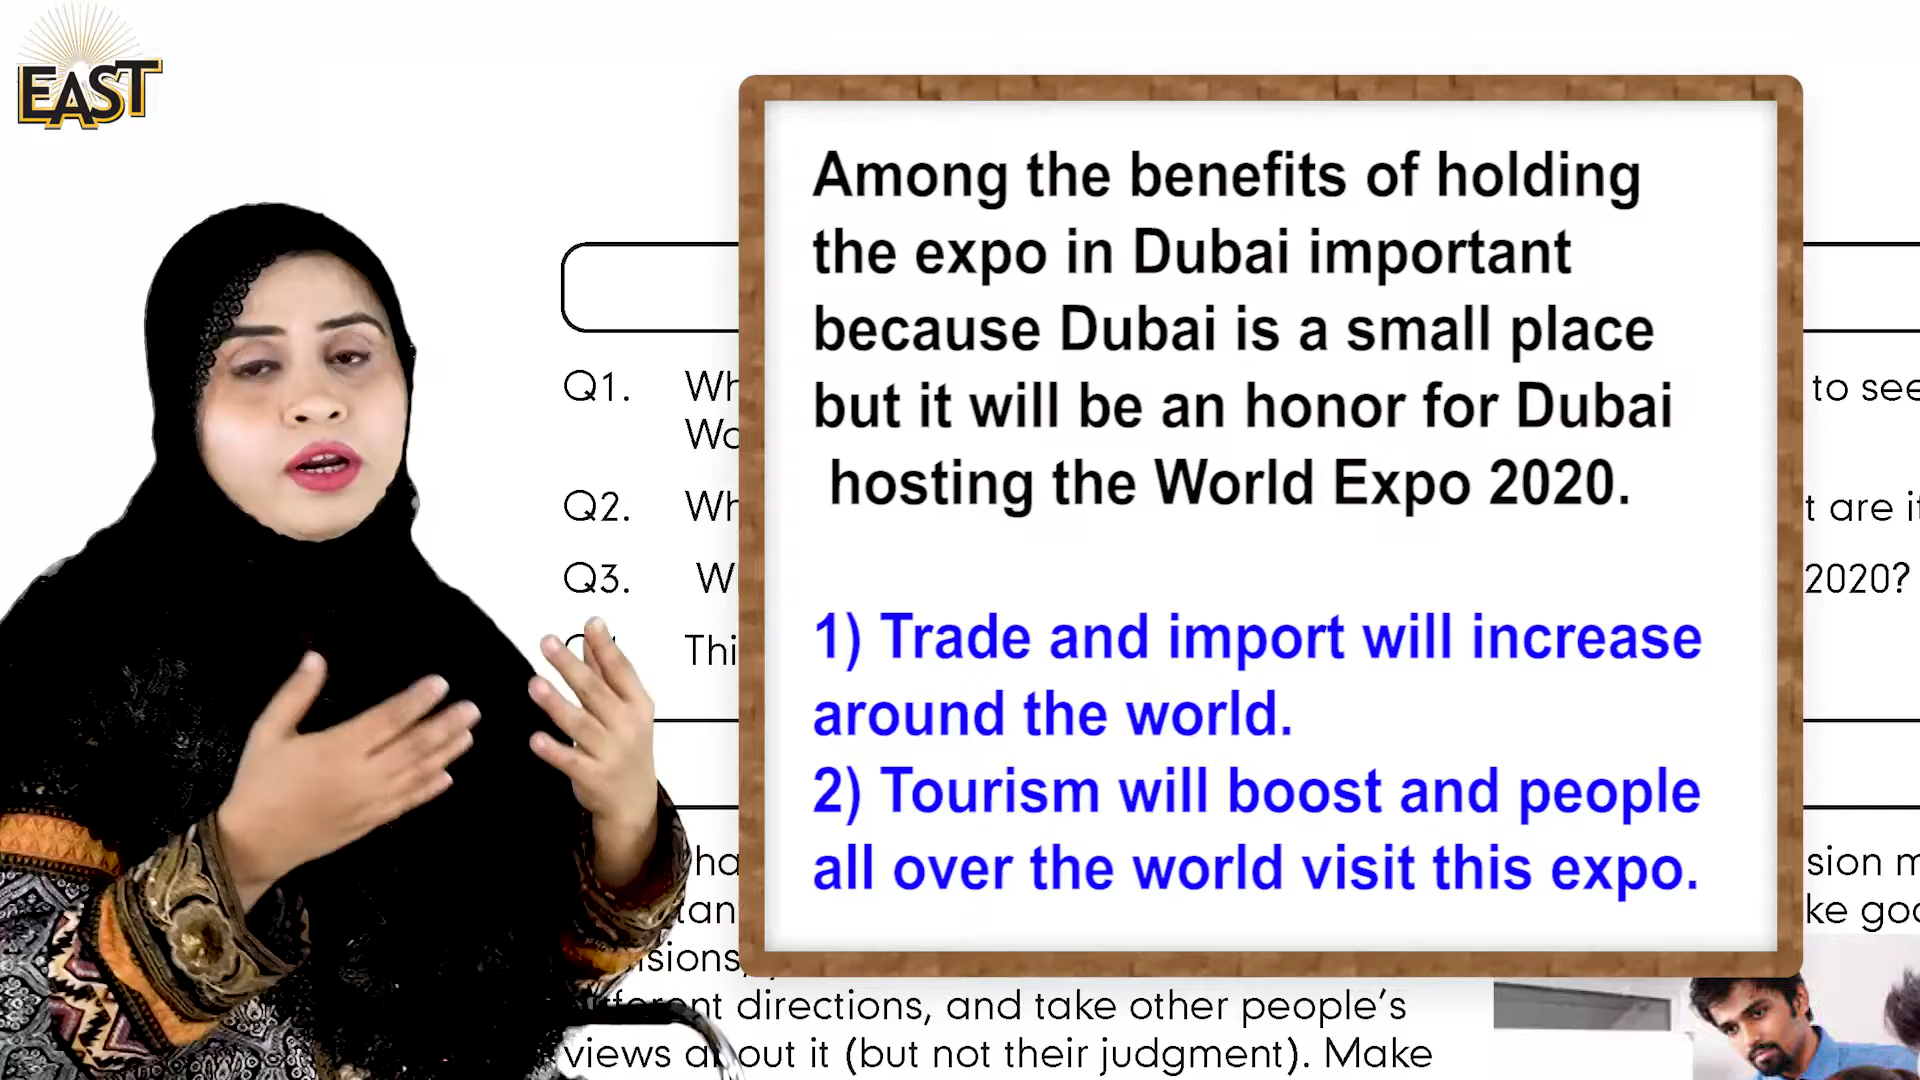 EAST
Among the benefits of holding
the expo in Dubai important
because Dubai is a small place
but it will be an honor for Dubai
hosting the World Expo 2020.
1) Trade and import will increase
around the world.
2) Tourism will boost and people
all over the world visit this expo.
Q1. to see
Q2. are
Q3. 2020?
directions, and take other people's
views about it (but not their judgment). Make